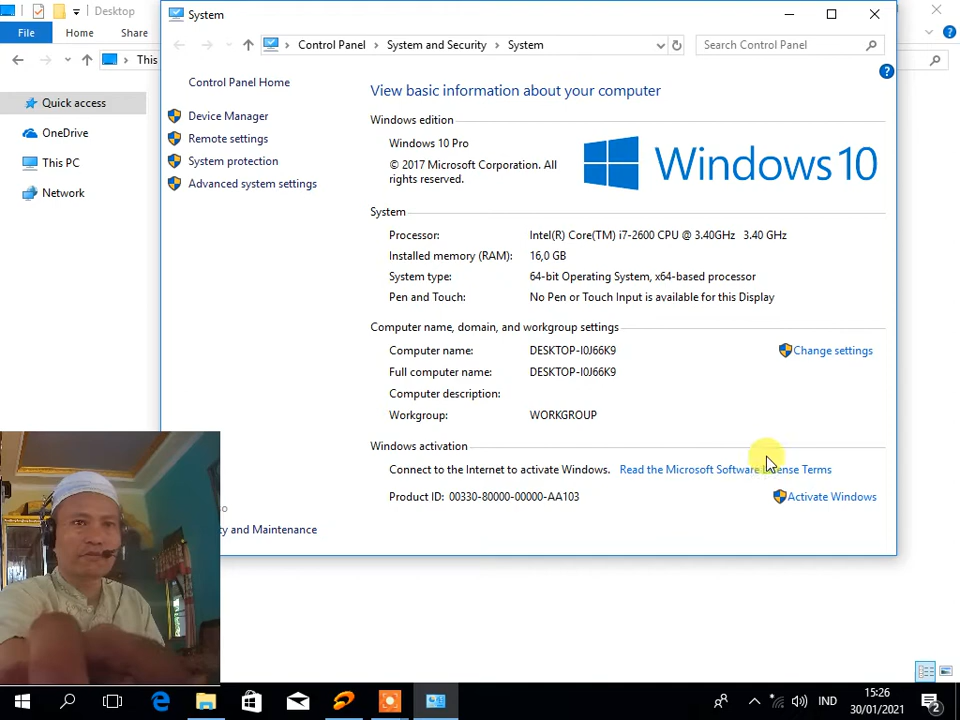 Desktop
System
File
Home
Share
This
Control Panel
System and Security
System
Search Control Panel
Quick access
OneDrive
This PC
Network
Control Panel Home
Device Manager
Remote settings
System protection
Advanced system settings
View basic information about your computer
Windows edition
Windows 10 Pro
© 2017 Microsoft Corporation. All
rights reserved.
Windows 10
System
Processor: Intel(R) Core(TM) i7-2600 CPU @ 3.40GHz 3.40 GHz
Installed memory (RAM): 16,0 GB
System type: 64-bit Operating System, x64-based processor
Pen and Touch: No Pen or Touch Input is available for this Display
Computer name, domain, and workgroup settings
Computer name: DESKTOP-I0J66K9
Change settings
Full computer name: DESKTOP-I0J66K9
Computer description:
Workgroup: WORKGROUP
Windows activation
Connect to the Internet to activate Windows. Read the Microsoft Software License Terms
Product ID: 00330-80000-00000-AA103
Activate Windows
and Maintenance
IND
15:26
30/01/2021
2